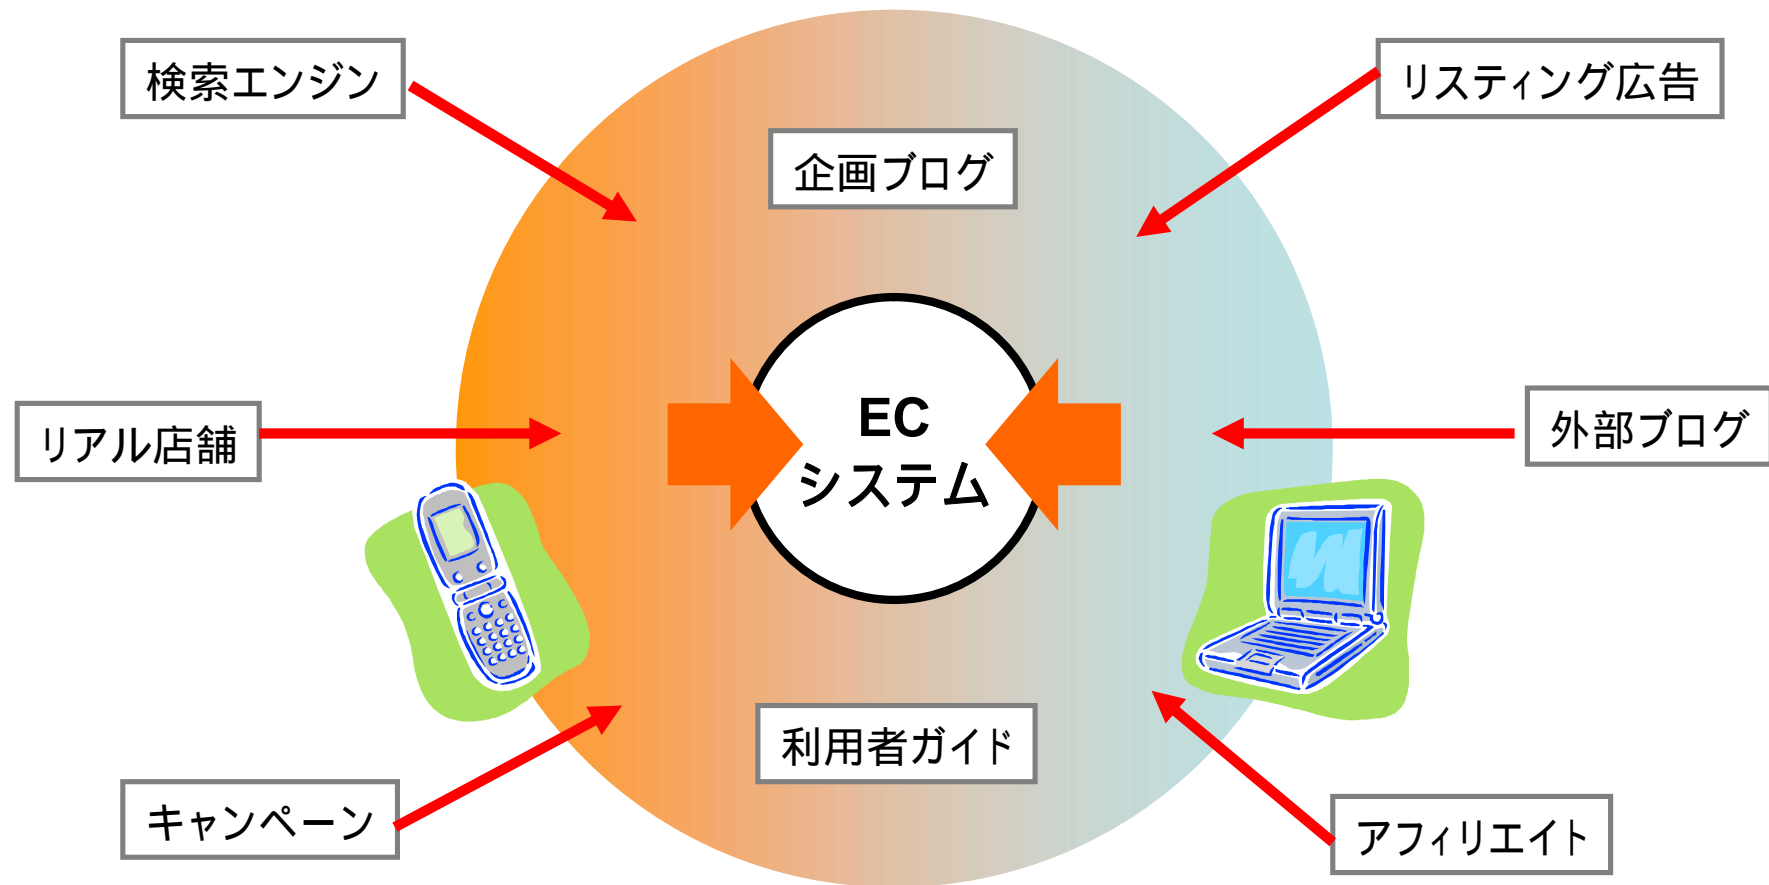 検索エンジン
リスティング広告
企画ブログ
EC
システム
リアル店舗
外部ブログ
利用者ガイド
キャンペーン
アフィリエイト